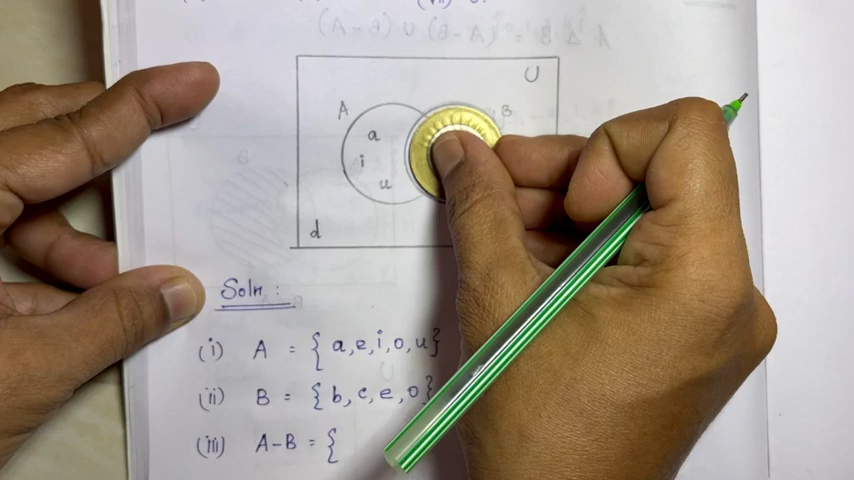 (A-B) U (B-A) = B Δ A
U
A
B
a
i
u
d
Soln :
(i) A = { a,e,i,o,u}
(ii) B = { b,c,e,o}
(iii) A-B = {